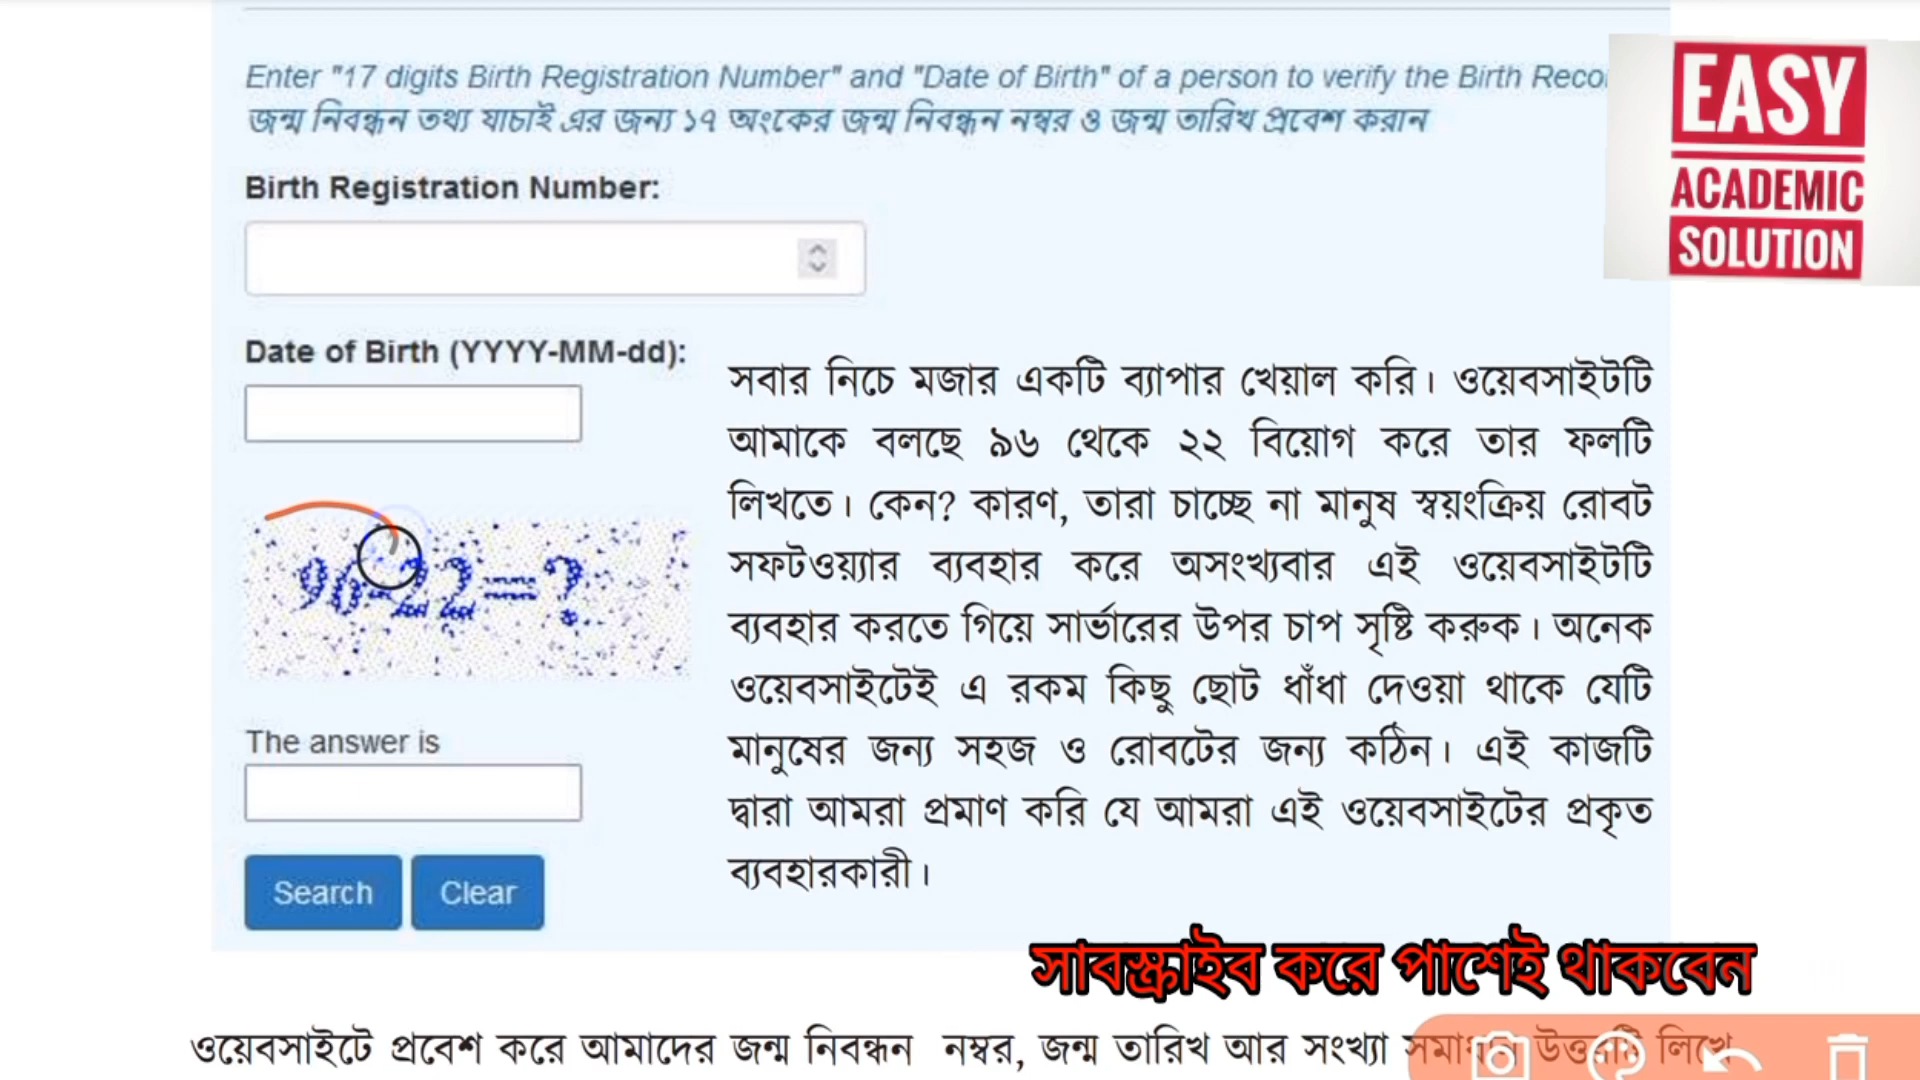 Enter "17 digits Birth Registration Number" and "Date of Birth" of a person to verify the Birth Reco
জন্ম নিবন্ধন তথ্য যাচাই এর জন্য ১৭ অংকের জন্ম নিবন্ধন নম্বর ও জন্ম তারিখ প্রবেশ করান
EASY
ACADEMIC
SOLUTION
Birth Registration Number:
Date of Birth (YYYY-MM-dd):
96-22=?
The answer is
Search Clear
সবার নিচে মজার একটি ব্যাপার খেয়াল করি। ওয়েবসাইটটি
আমাকে বলছে ৯৬ থেকে ২২ বিয়োগ করে তার ফলটি
লিখতে। কেন? কারণ, তারা চাচ্ছে না মানুষ স্বয়ংক্রিয় রোবট
সফটওয়্যার ব্যবহার করে অসংখ্যবার এই ওয়েবসাইটটি
ব্যবহার করতে গিয়ে সার্ভারের উপর চাপ সৃষ্টি করুক। অনেক
ওয়েবসাইটেই এ রকম কিছু ছোট ধাঁধা দেওয়া থাকে যেটি
মানুষের জন্য সহজ ও রোবটের জন্য কঠিন। এই কাজটি
দ্বারা আমরা প্রমাণ করি যে আমরা এই ওয়েবসাইটের প্রকৃত
ব্যবহারকারী।
সাবস্ক্রাইব করে পাশেই থাকবেন
ওয়েবসাইটে প্রবেশ করে আমাদের জন্ম নিবন্ধন নম্বর, জন্ম তারিখ আর সংখ্যা লিখে